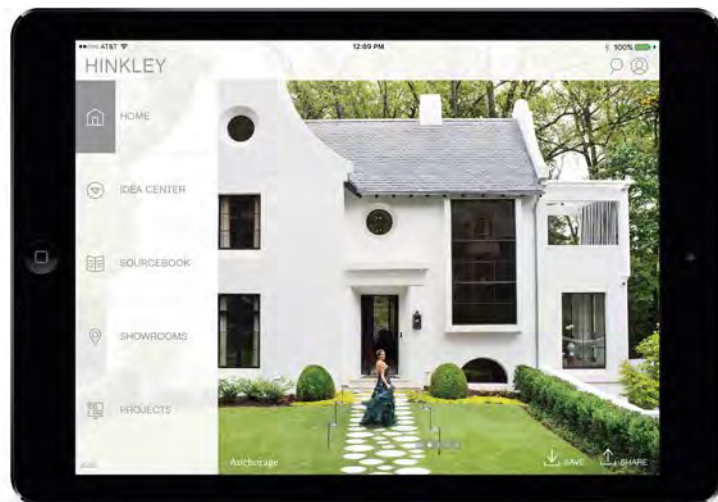 AT&T 12:09 PM 100%
HINKLEY
HOME
IDEA CENTER
SOURCEBOOK
SHOWROOMS
PROJECTS
Anchorage SAVE SHARE